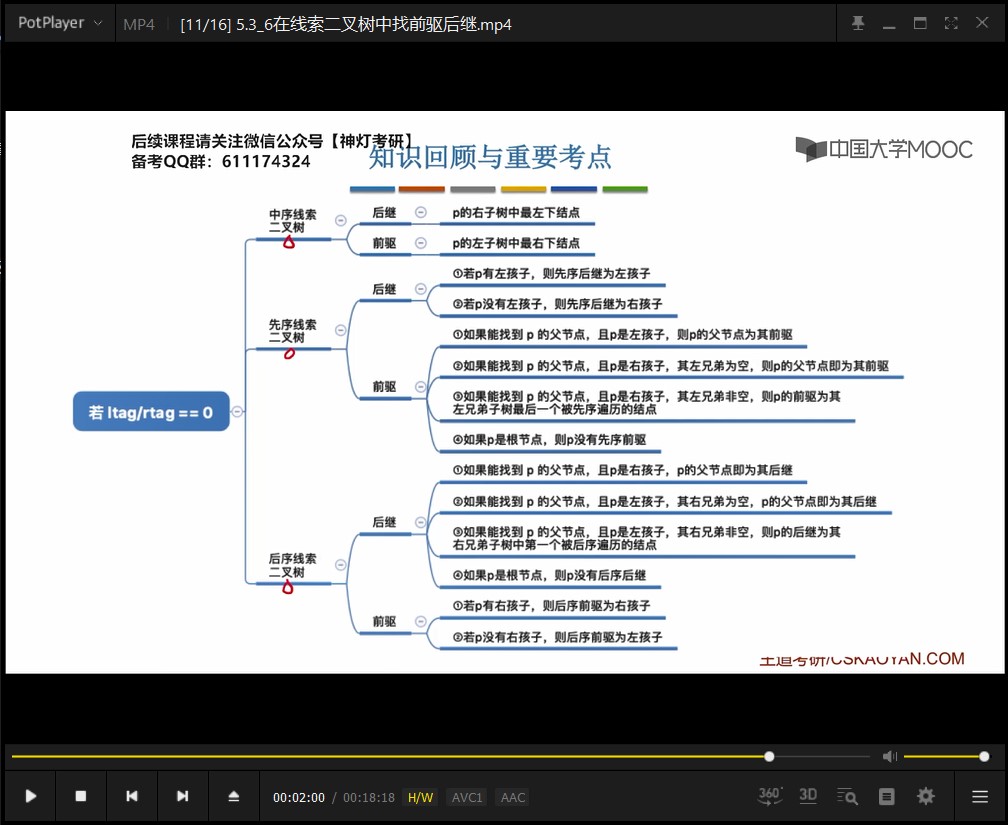 PotPlayer
MP4
[11/16] 5.3_6在线索二叉树中找前驱后继.mp4
后续课程请关注微信公众号【神灯考研】
备考QQ群：611174324
知识回顾与重要考点
中国大学MOOC
若 ltag/rtag == 0
中序线索
二叉树
后继
p的右子树中最左下结点
前驱
p的左子树中最右下结点
先序线索
二叉树
后继
①若p有左孩子，则先序后继为左孩子
②若p没有左孩子，则先序后继为右孩子
前驱
①如果能找到 p 的父节点，且p是左孩子，则p的父节点为其前驱
②如果能找到 p 的父节点，且p是右孩子，其左兄弟为空，则p的父节点即为其前驱
③如果能找到 p 的父节点，且p是右孩子，其左兄弟非空，则p的前驱为其
左兄弟子树最后一个被先序遍历的结点
④如果p是根节点，则p没有先序前驱
后序线索
二叉树
后继
①如果能找到 p 的父节点，且p是右孩子，p的父节点即为其后继
②如果能找到 p 的父节点，且p是左孩子，其右兄弟为空，p的父节点即为其后继
③如果能找到 p 的父节点，且p是左孩子，其右兄弟非空，则p的后继为其
右兄弟子树中第一个被后序遍历的结点
④如果p是根节点，则p没有后序后继
前驱
①若p有右孩子，则后序前驱为右孩子
②若p没有右孩子，则后序前驱为左孩子
王道考研/CSKAOYAN.COM
00:02:00 / 00:18:18 H/W AVC1 AAC
360° 3D